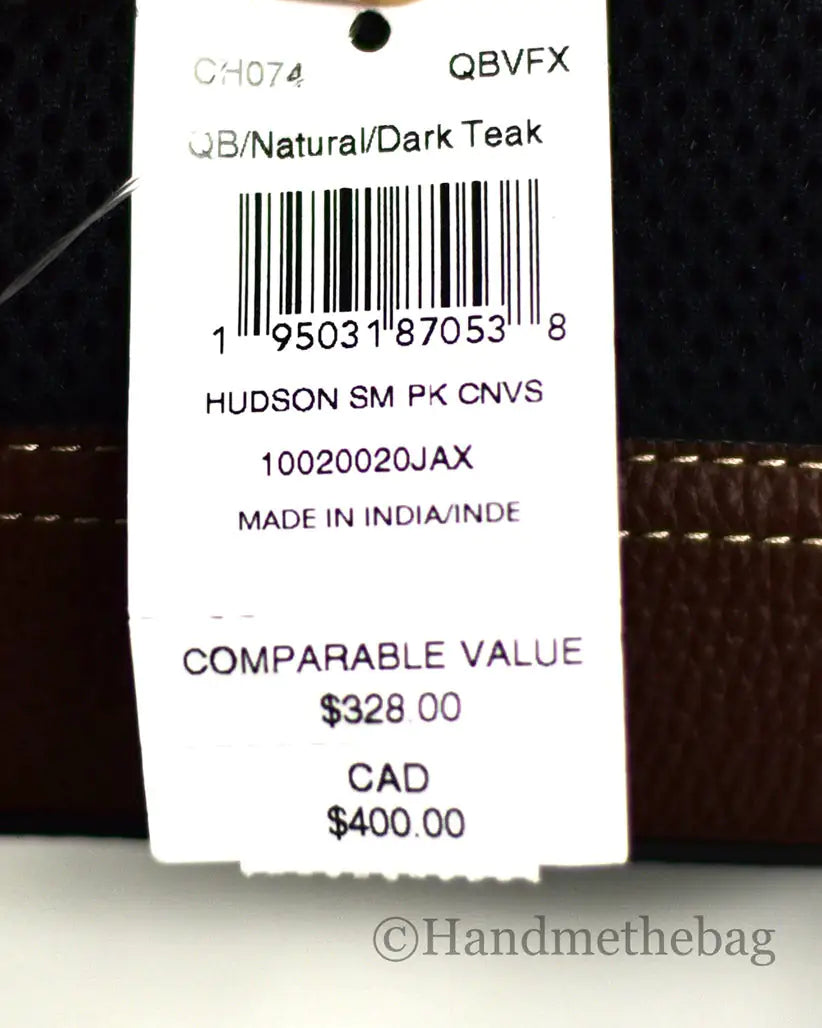 CH074 QBVFX
QB/Natural/Dark Teak
1 95031 87053 8
HUDSON SM PK CNVS
10020020JAX
MADE IN INDIA/INDE
COMPARABLE VALUE
$328.00
CAD
$400.00
©Handmethebag